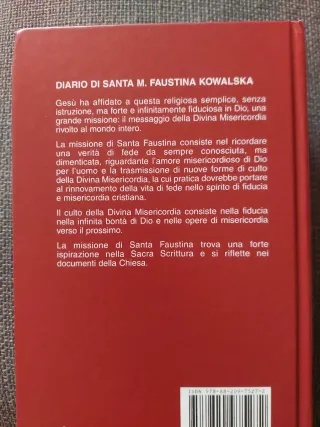 DIARIO DI SANTA M. FAUSTINA KOWALSKA
Gesù ha affidato a questa religiosa semplice, senza
istruzione, ma forte e infinitamente fiduciosa in Dio, una
grande missione: il messaggio della Divina Misericordia
rivolto al mondo intero.
La missione di Santa Faustina consiste nel ricordare
una verità di fede da sempre conosciuta, ma
dimenticata, riguardante l'amore misericordioso di Dio
per l'uomo e la trasmissione di nuove forme di culto
della Divina Misericordia, la cui pratica dovrebbe portare
al rinnovamento della vita di fede nello spirito di fiducia
e misericordia cristiana.
Il culto della Divina Misericordia consiste nella fiducia
nella infinita bontà di Dio e nelle opere di misericordia
verso il prossimo.
La missione di Santa Faustina trova una forte
ispirazione nella Sacra Scrittura e si riflette nei
documenti della Chiesa.
ISBN